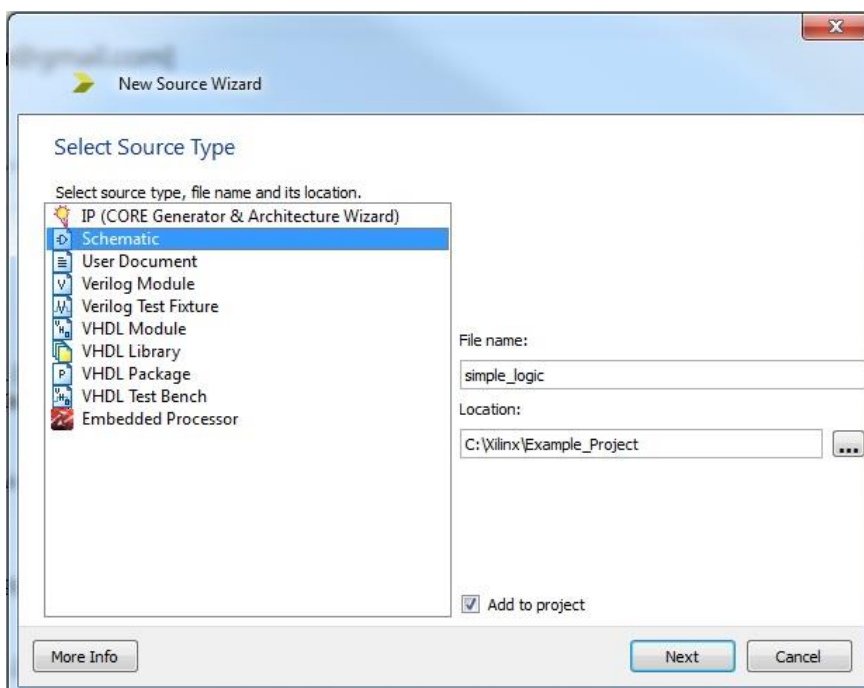 New Source Wizard
Select Source Type
Select source type, file name and its location.
IP (CORE Generator & Architecture Wizard)
Schematic
User Document
Verilog Module
Verilog Test Fixture
VHDL Module
VHDL Library
VHDL Package
VHDL Test Bench
Embedded Processor
File name:
simple_logic
Location:
C:\Xilinx\Example_Project
...
Add to project
More Info
Next
Cancel